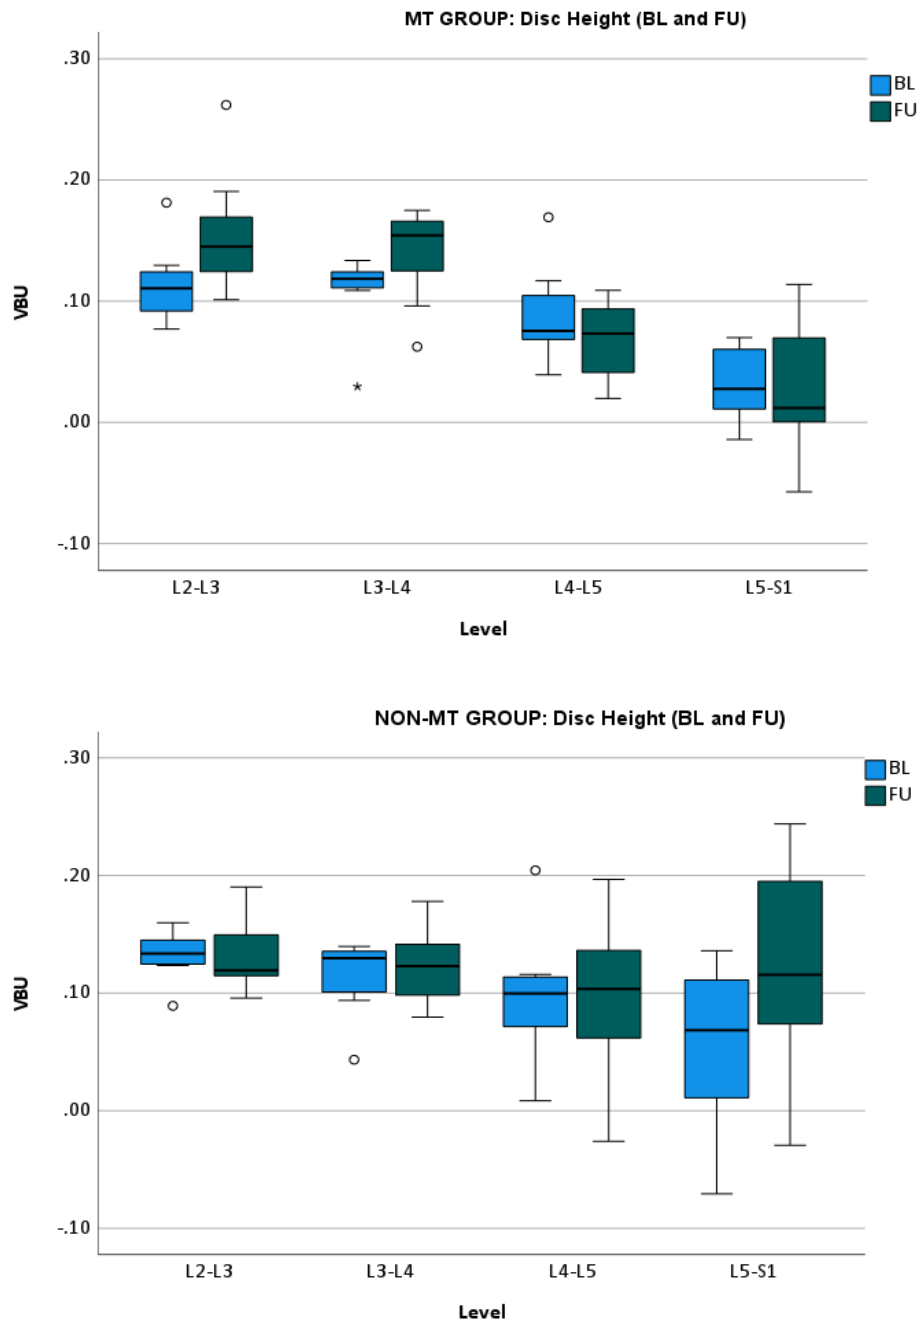 MT GROUP: Disc Height (BL and FU)
.30
BL
FU
.20
.10
VBU
.00
*
-.10
L2-L3 L3-L4 L4-L5 L5-S1
Level
NON-MT GROUP: Disc Height (BL and FU)
.30
BL
FU
.20
.10
VBU
.00
-.10
L2-L3 L3-L4 L4-L5 L5-S1
Level